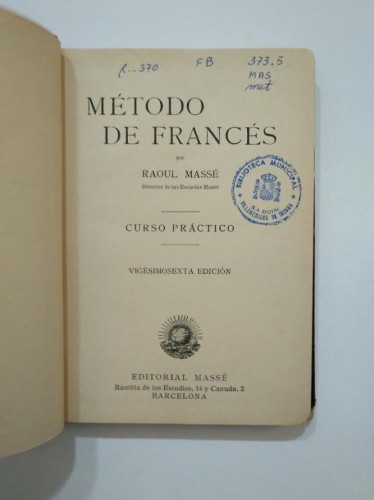 R..370 FB 373.5
MAS
met
MÉTODO
DE FRANCÉS
por
RAOUL MASSÉ
Director de las Escuelas Massé
BIBLIOTECA MUNICIPAL
CURSO PRÁCTICO
VIGÉSIMOSEXTA EDICIÓN
EDITORIAL MASSÉ
Rambla de los Estudios, 14 y Canuda, 2
BARCELONA